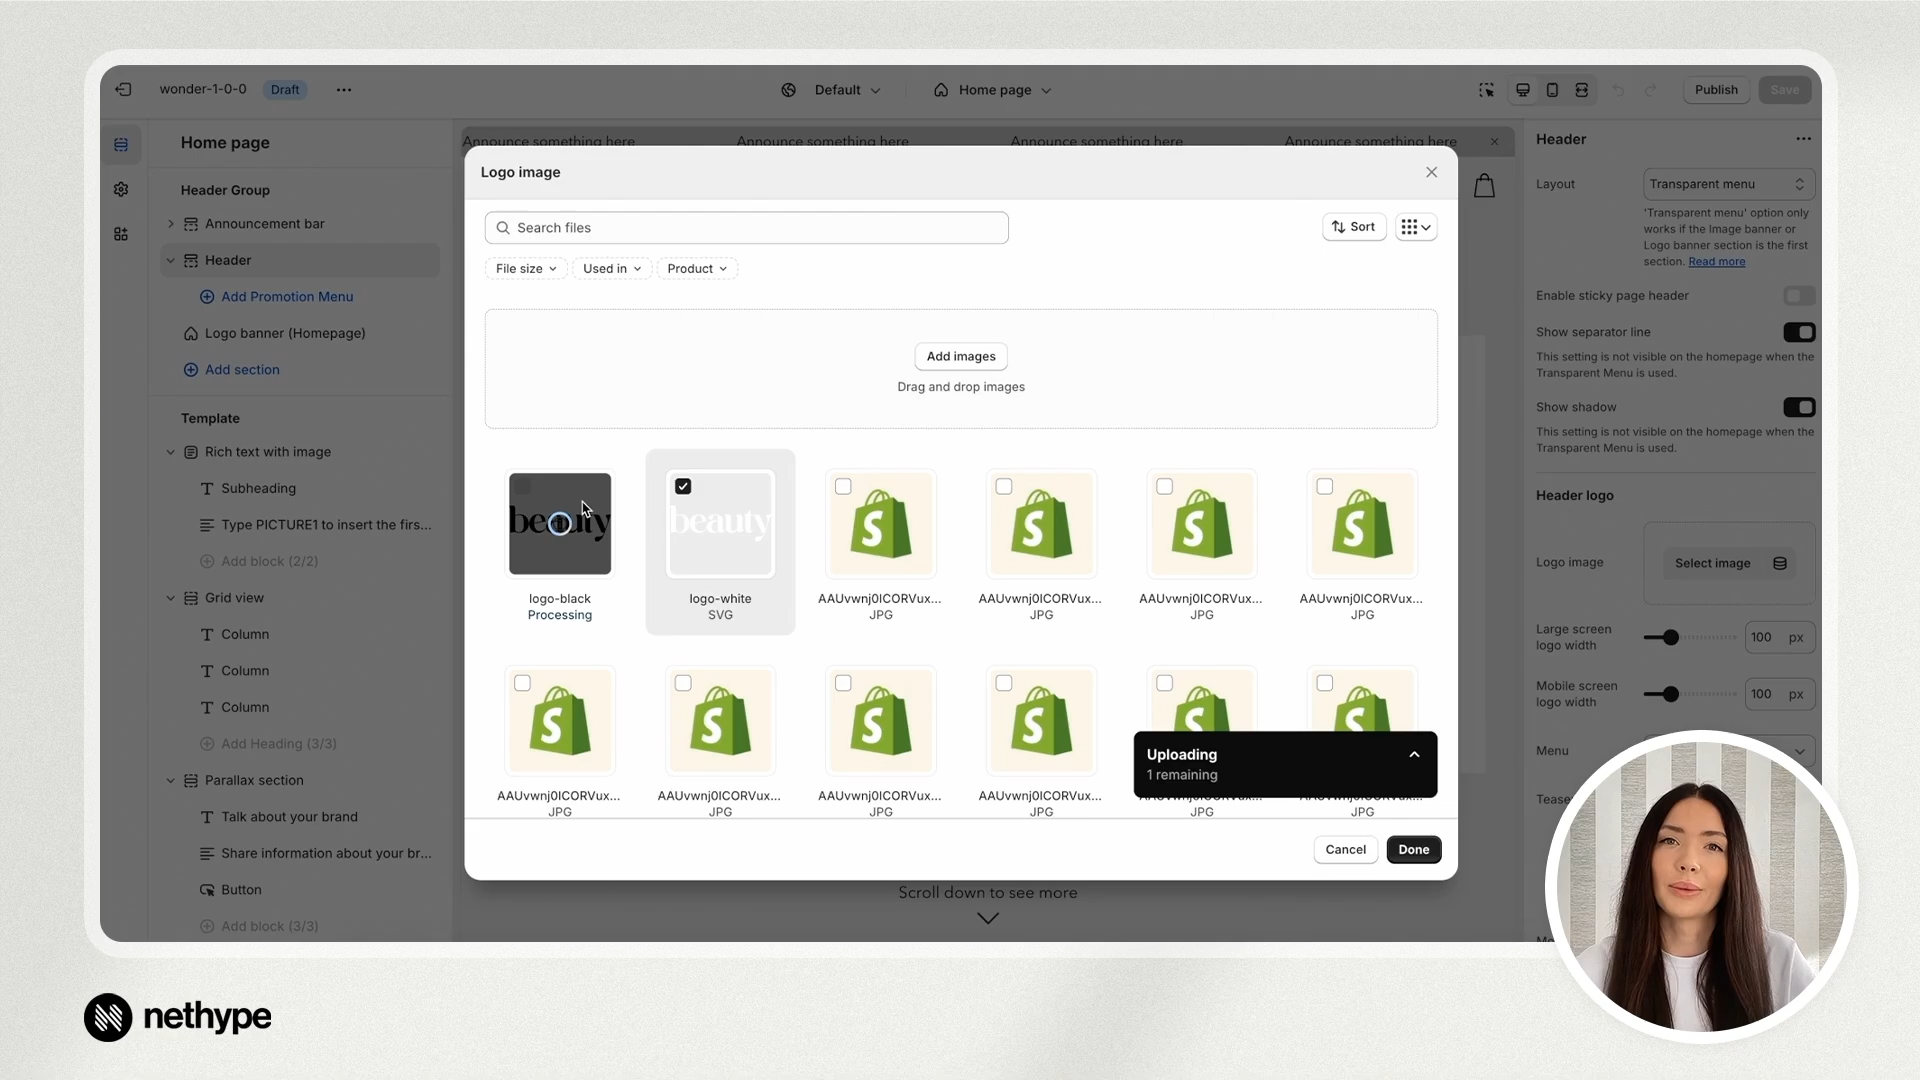 wonder-1-0-0
Draft
Default
Home page
Publish
Save
Home page
Header Group
Announcement bar
Header
Add Promotion Menu
Logo banner (Homepage)
Add section
Template
Rich text with image
Subheading
Type PICTURE1 to insert the firs...
Add block (2/2)
Grid view
Column
Column
Column
Add Heading (3/3)
Parallax section
Talk about your brand
Share information about your br...
Button
Add block (3/3)
Announce something here
Announce something here
Announce something here
Announce something here
Logo image
Search files
Sort
File size
Used in
Product
Add images
Drag and drop images
beauty
beauty
logo-black
Processing
logo-white
SVG
AAUvwnj0ICORVux...
JPG
AAUvwnj0ICORVux...
JPG
AAUvwnj0ICORVux...
JPG
AAUvwnj0ICORVux...
JPG
AAUvwnj0ICORVux...
JPG
AAUvwnj0ICORVux...
JPG
AAUvwnj0ICORVux...
JPG
AAUvwnj0ICORVux...
JPG
JPG
JPG
Uploading
1 remaining
Cancel
Done
Scroll down to see more
Header
Layout
Transparent menu
'Transparent menu' option only
works if the Image banner or
Logo banner section is the first
section. Read more
Enable sticky page header
Show separator line
This setting is not visible on the homepage when the
Transparent Menu is used.
Show shadow
This setting is not visible on the homepage when the
Transparent Menu is used.
Header logo
Logo image
Select image
Large screen
logo width
100 px
Mobile screen
logo width
100 px
Menu
nethype